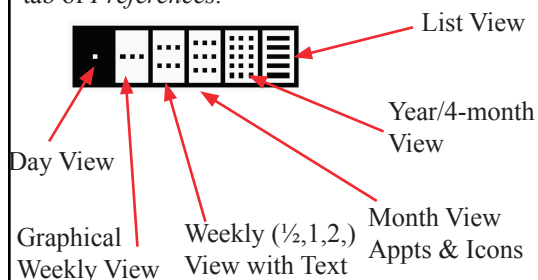 tab of Preferences.
List View
Year/4-month
View
Day View
Graphical
Weekly View
Weekly (½,1,2,)
View with Text
Month View
Appts & Icons